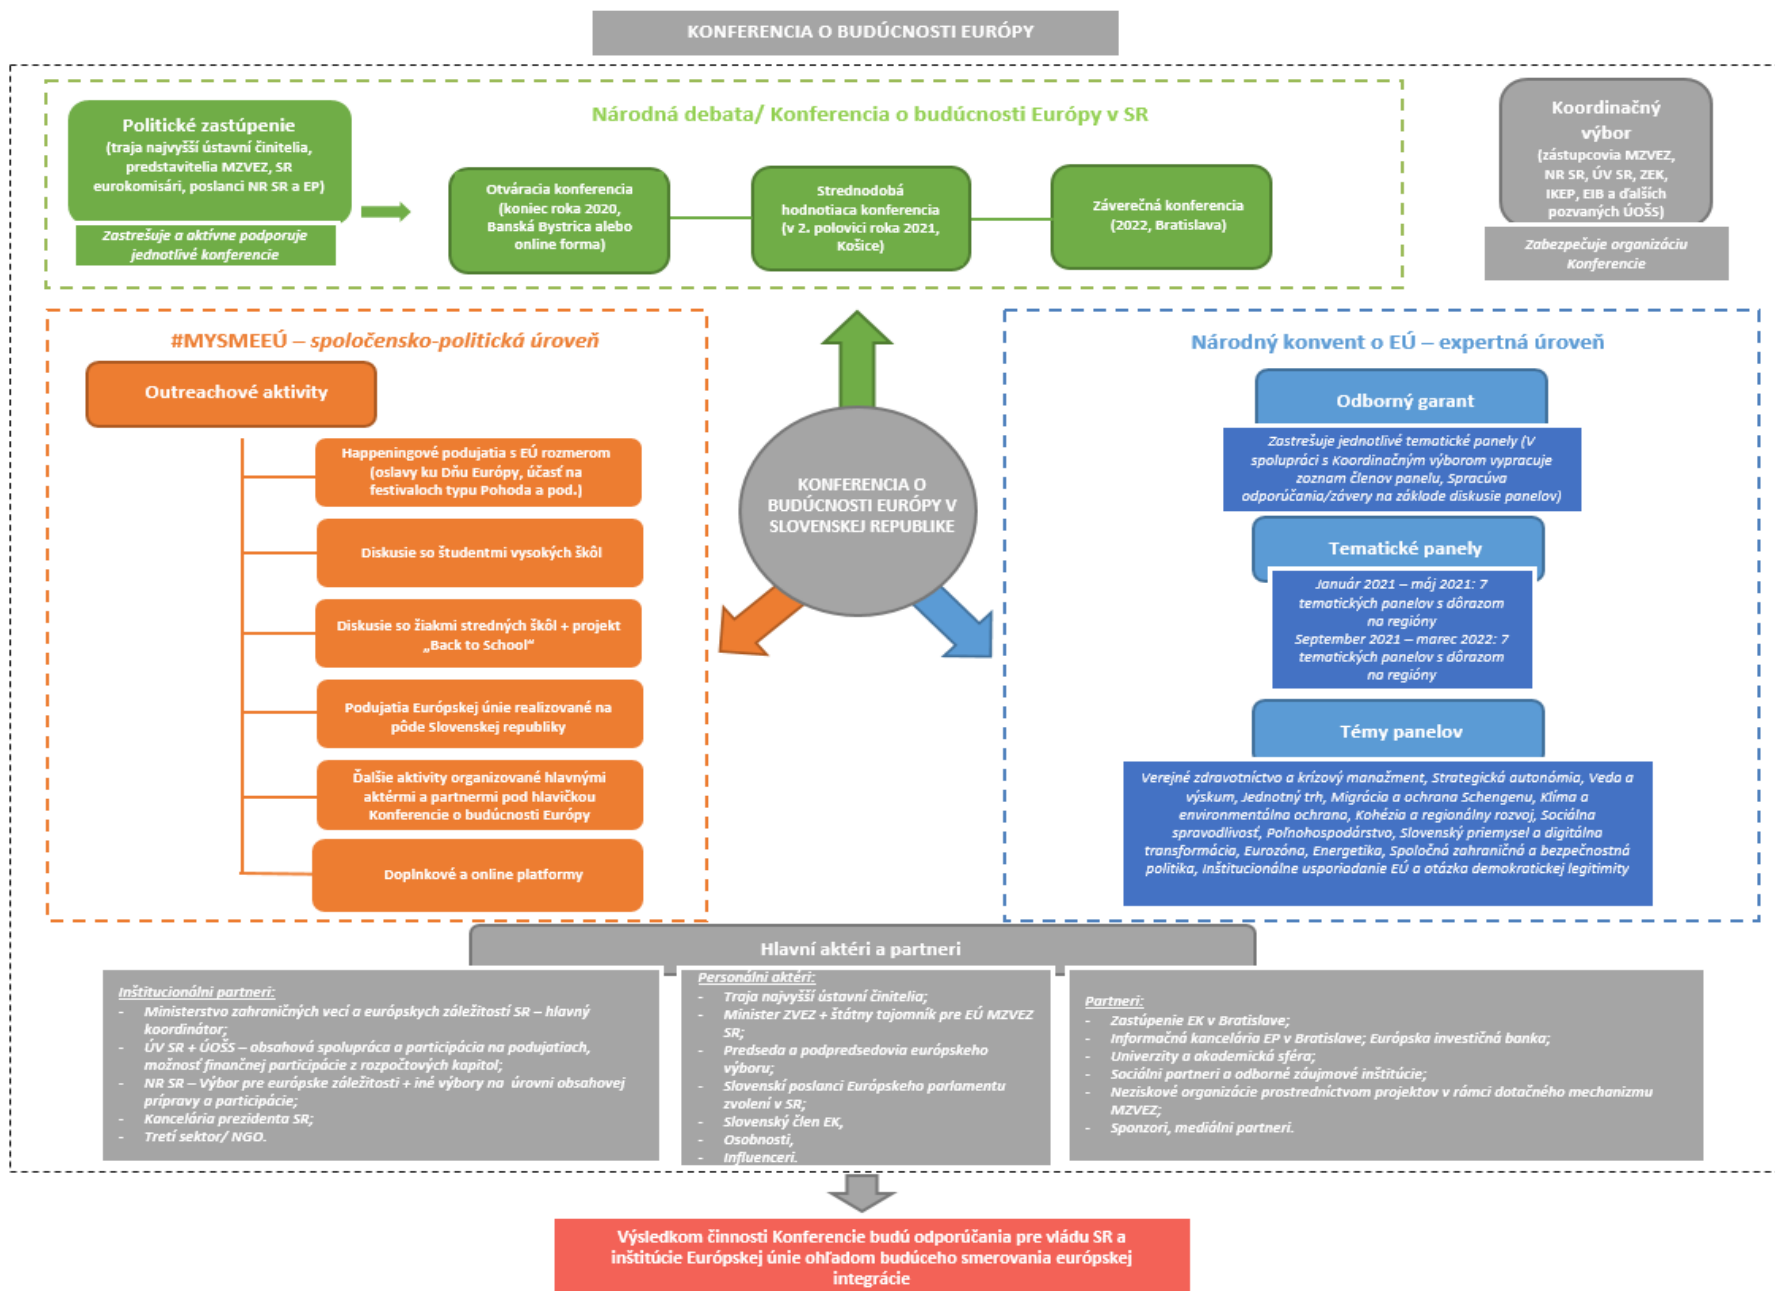 KONFERENCIA O BUDÚCNOSTI EURÓPY
Politické zastúpenie
(traja najvyšší ústavní činitelia,
predstavitelia MZVEZ, SR
eurokomisári, poslanci NR SR a EP)
Zastrešuje a aktívne podporuje
jednotlivé konferencie
Národná debata/ Konferencia o budúcnosti Európy v SR
Otváracia konferencia
(koniec roka 2020,
Banská Bystrica alebo
online forma)
Strednodobá
hodnotiaca konferencia
(v 2. polovici roka 2021,
Košice)
Záverečná konferencia
(2022, Bratislava)
Koordinačný
výbor
(zástupcovia MZVEZ,
NR SR, ÚV SR, ZEK,
IKEP, EIB a ďalších
pozvaných ÚOŠS)
Zabezpečuje organizáciu
Konferencie
#MYSMEEÚ – spoločensko-politická úroveň
Outreachové aktivity
Happeningové podujatia s EÚ rozmerom
(oslavy ku Dňu Európy, účasť na
festivaloch typu Pohoda a pod.)
Diskusie so študentmi vysokých škôl
Diskusie so žiakmi stredných škôl + projekt
„Back to School“
Podujatia Európskej únie realizované na
pôde Slovenskej republiky
Ďalšie aktivity organizované hlavnými
aktérmi a partnermi pod hlavičkou
Konferencie o budúcnosti Európy
Doplnkové a online platformy
KONFERENCIA O
BUDÚCNOSTI EURÓPY V
SLOVENSKEJ REPUBLIKE
Národný konvent o EÚ – expertná úroveň
Odborný garant
Zastrešuje jednotlivé tematické panely (V
spolupráci s Koordinačným výborom vypracuje
zoznam členov panelu, Spracúva
odporúčania/závery na základe diskusie panelov)
Tematické panely
Január 2021 – máj 2021: 7
tematických panelov s dôrazom
na regióny
September 2021 – marec 2022: 7
tematických panelov s dôrazom
na regióny
Témy panelov
Verejné zdravotníctvo a krízový manažment, Strategická autonómia, Veda a
výskum, Jednotný trh, Migrácia a ochrana Schengenu, Klíma a
environmentálna ochrana, Kohézia a regionálny rozvoj, Sociálna
spravodlivosť, Poľnohospodárstvo, Slovenský priemysel a digitálna
transformácia, Eurozóna, Energetika, Spoločná zahraničná a bezpečnostná
politika, Inštitucionálne usporiadanie EÚ a otázka demokratickej legitimity
Hlavní aktéri a partneri
Inštitucionálni partneri:
- Ministerstvo zahraničných vecí a európskych záležitostí SR – hlavný
koordinátor;
- ÚV SR + ÚOŠS – obsahová spolupráca a participácia na podujatiach,
možnosť finančnej participácie z rozpočtových kapitol;
- NR SR – Výbor pre európske záležitosti + iné výbory na úrovni obsahovej
prípravy a participácie;
- Kancelária prezidenta SR;
- Tretí sektor/ NGO.
Personálni aktéri:
- Traja najvyšší ústavní činitelia;
- Minister ZVEZ + štátny tajomník pre EÚ MZVEZ
SR;
- Predseda a podpredsedovia európskeho
výboru;
- Slovenskí poslanci Európskeho parlamentu
zvolení v SR;
- Slovenský člen EK,
- Osobnosti,
- Influenceri.
Partneri:
- Zastúpenie EK v Bratislave;
- Informačná kancelária EP v Bratislave; Európska investičná banka;
- Univerzity a akademická sféra;
- Sociálni partneri a odborné záujmové inštitúcie;
- Neziskové organizácie prostredníctvom projektov v rámci dotačného mechanizmu
MZVEZ;
- Sponzori, mediálni partneri.
Výsledkom činnosti Konferencie budú odporúčania pre vládu SR a
inštitúcie Európskej únie ohľadom budúceho smerovania európskej
integrácie